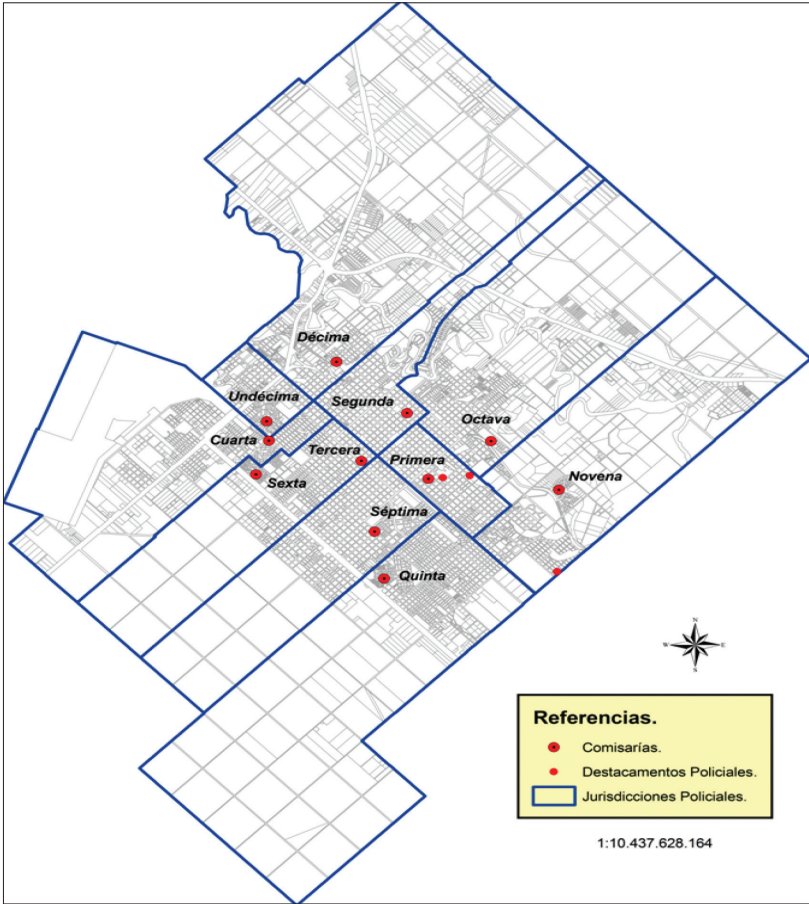 Décima
Undécima
Segunda
Octava
Cuarta
Tercera
Primera
Novena
Sexta
Séptima
Quinta
N
W
E
S
Referencias.
Comisarías.
Destacamentos Policiales.
Jurisdicciones Policiales.
1:10.437.628.164